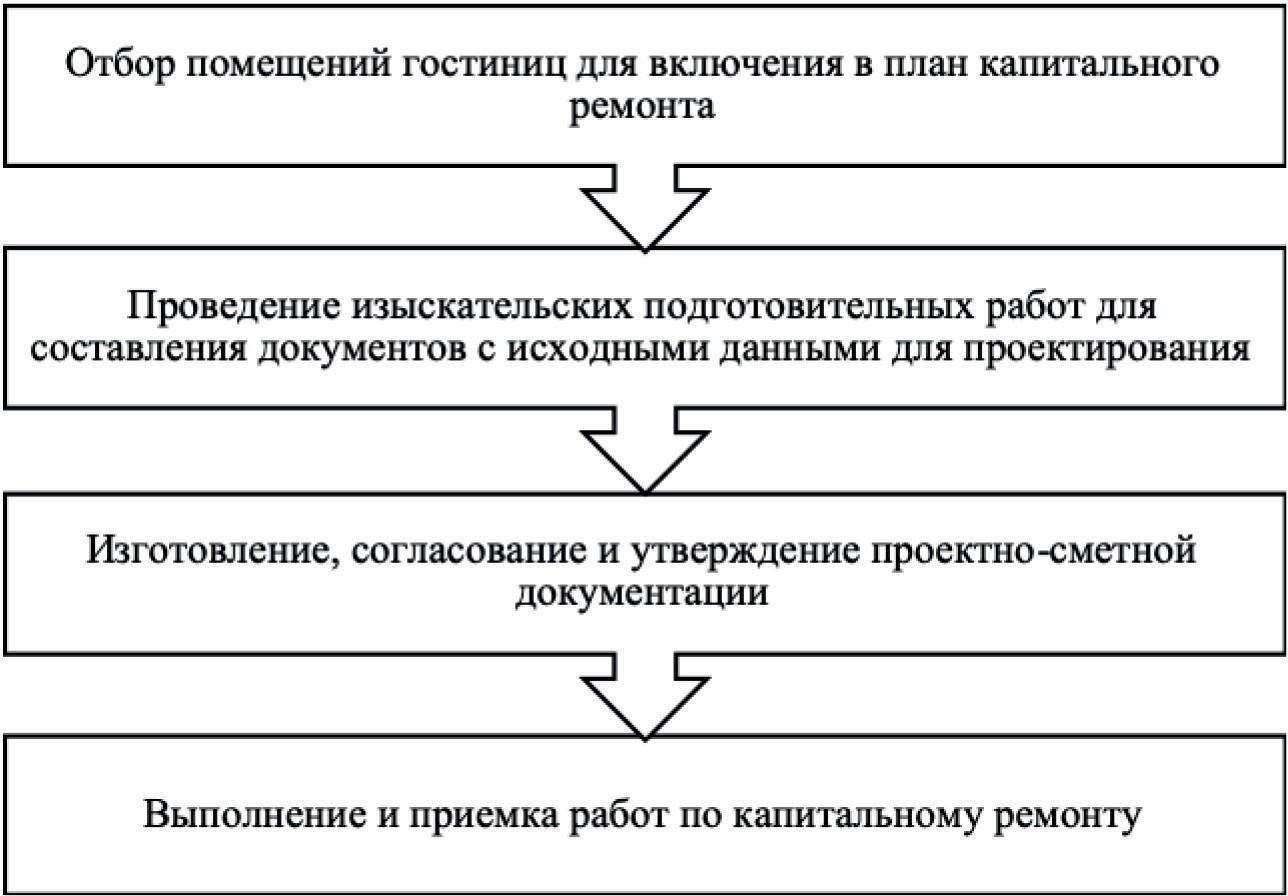 Отбор помещений гостиниц для включения в план капитального
ремонта
Проведение изыскательских подготовительных работ для
составления документов с исходными данными для проектирования
Изготовление, согласование и утверждение проектно-сметной
документации
Выполнение и приемка работ по капитальному ремонту